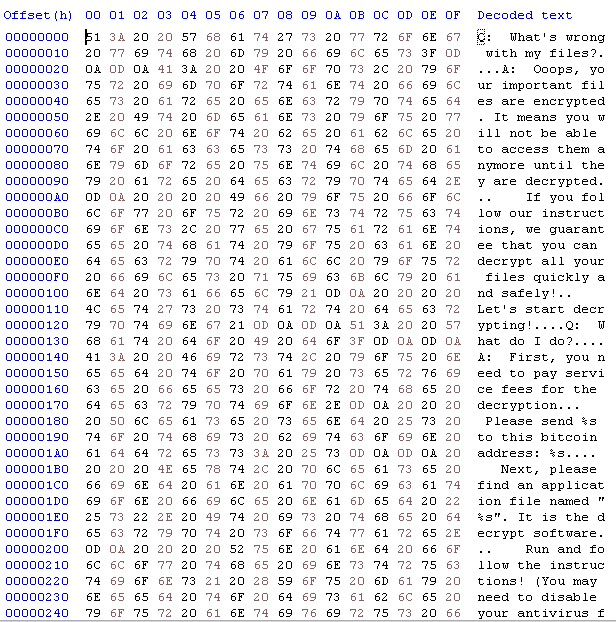 Offset(h) 00 01 02 03 04 05 06 07 08 09 0A 0B 0C 0D 0E 0F Decoded text
00000000 51 3A 20 20 57 68 61 74 27 73 20 77 72 6F 6E 67 Q:  What's wrong
00000010 20 77 69 74 68 20 6D 79 20 66 69 6C 65 73 3F 0D  with my files?.
00000020 0A 0D 0A 41 3A 20 20 4F 6F 6F 70 73 2C 20 79 6F ...A:  Ooops, yo
00000030 75 72 20 69 6D 70 6F 72 74 61 6E 74 20 66 69 6C ur important fil
00000040 65 73 20 61 72 65 20 65 6E 63 72 79 70 74 65 64 es are encrypted
00000050 2E 20 49 74 20 6D 65 61 6E 73 20 79 6F 75 20 77 . It means you w
00000060 69 6C 6C 20 6E 6F 74 20 62 65 20 61 62 6C 65 20 ill not be able
00000070 74 6F 20 61 63 63 65 73 73 20 74 68 65 6D 20 61 to access them a
00000080 6E 79 6D 6F 72 65 20 75 6E 74 69 6C 20 74 68 65 nymore until the
00000090 79 20 61 72 65 20 64 65 63 72 79 70 74 65 64 2E y are decrypted.
000000A0 0D 0A 20 20 20 20 49 66 20 79 6F 75 20 66 6F 6C ..    If you fol
000000B0 6C 6F 77 20 6F 75 72 20 69 6E 73 74 72 75 63 74 low our instruct
000000C0 69 6F 6E 73 2C 20 77 65 20 67 75 61 72 61 6E 74 ions, we guarant
000000D0 65 65 20 74 68 61 74 20 79 6F 75 20 63 61 6E 20 ee that you can
000000E0 64 65 63 72 79 70 74 20 61 6C 6C 20 79 6F 75 72 decrypt all your
000000F0 20 66 69 6C 65 73 20 71 75 69 63 6B 6C 79 20 61  files quickly a
00000100 6E 64 20 73 61 66 65 6C 79 21 0D 0A 20 20 20 20 nd safely!..
00000110 4C 65 74 27 73 20 73 74 61 72 74 20 64 65 63 72 Let's start decr
00000120 79 70 74 69 6E 67 21 0D 0A 0D 0A 51 3A 20 20 57 ypting!....Q:  W
00000130 68 61 74 20 64 6F 20 49 20 64 6F 3F 0D 0A 0D 0A hat do I do?....
00000140 41 3A 20 20 46 69 72 73 74 2C 20 79 6F 75 20 6E A:  First, you n
00000150 65 65 64 20 74 6F 20 70 61 79 20 73 65 72 76 69 eed to pay servi
00000160 63 65 20 66 65 65 73 20 66 6F 72 20 74 68 65 20 ce fees for the
00000170 64 65 63 72 79 70 74 69 6F 6E 2E 0D 0A 20 20 20 decryption...
00000180 20 50 6C 65 61 73 65 20 73 65 6E 64 20 25 73 20  Please send %s
00000190 74 6F 20 74 68 69 73 20 62 69 74 63 6F 69 6E 20 to this bitcoin
000001A0 61 64 64 72 65 73 73 3A 20 25 73 0D 0A 0D 0A 20 address: %s....
000001B0 20 20 20 4E 65 78 74 2C 20 70 6C 65 61 73 65 20    Next, please
000001C0 66 69 6E 64 20 61 6E 20 61 70 70 6C 69 63 61 74 find an applicat
000001D0 69 6F 6E 20 66 69 6C 65 20 6E 61 6D 65 64 20 22 ion file named "
000001E0 25 73 22 2E 20 49 74 20 69 73 20 74 68 65 20 64 %s". It is the d
000001F0 65 63 72 79 70 74 20 73 6F 66 74 77 61 72 65 2E ecrypt software.
00000200 0D 0A 20 20 20 20 52 75 6E 20 61 6E 64 20 66 6F ..    Run and fo
00000210 6C 6C 6F 77 20 74 68 65 20 69 6E 73 74 72 75 63 llow the instruc
00000220 74 69 6F 6E 73 21 20 28 59 6F 75 20 6D 61 79 20 tions! (You may
00000230 6E 65 65 64 20 74 6F 20 64 69 73 61 62 6C 65 20 need to disable
00000240 79 6F 75 72 20 61 6E 74 69 76 69 72 75 73 20 66 your antivirus f